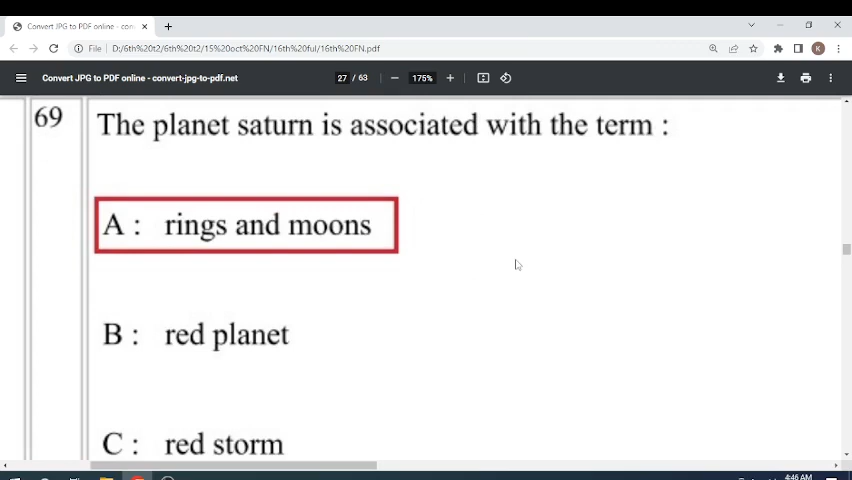 Convert JPG to PDF online - con
File D:/6th%20t2/6th%20t2/15%20oct%20FN/16th%20ful/16th%20FN.pdf
K
Convert JPG to PDF online - convert-jpg-to-pdf.net 27 / 63 175%
69 The planet saturn is associated with the term :
A : rings and moons
B : red planet
C : red storm
4:46 AM